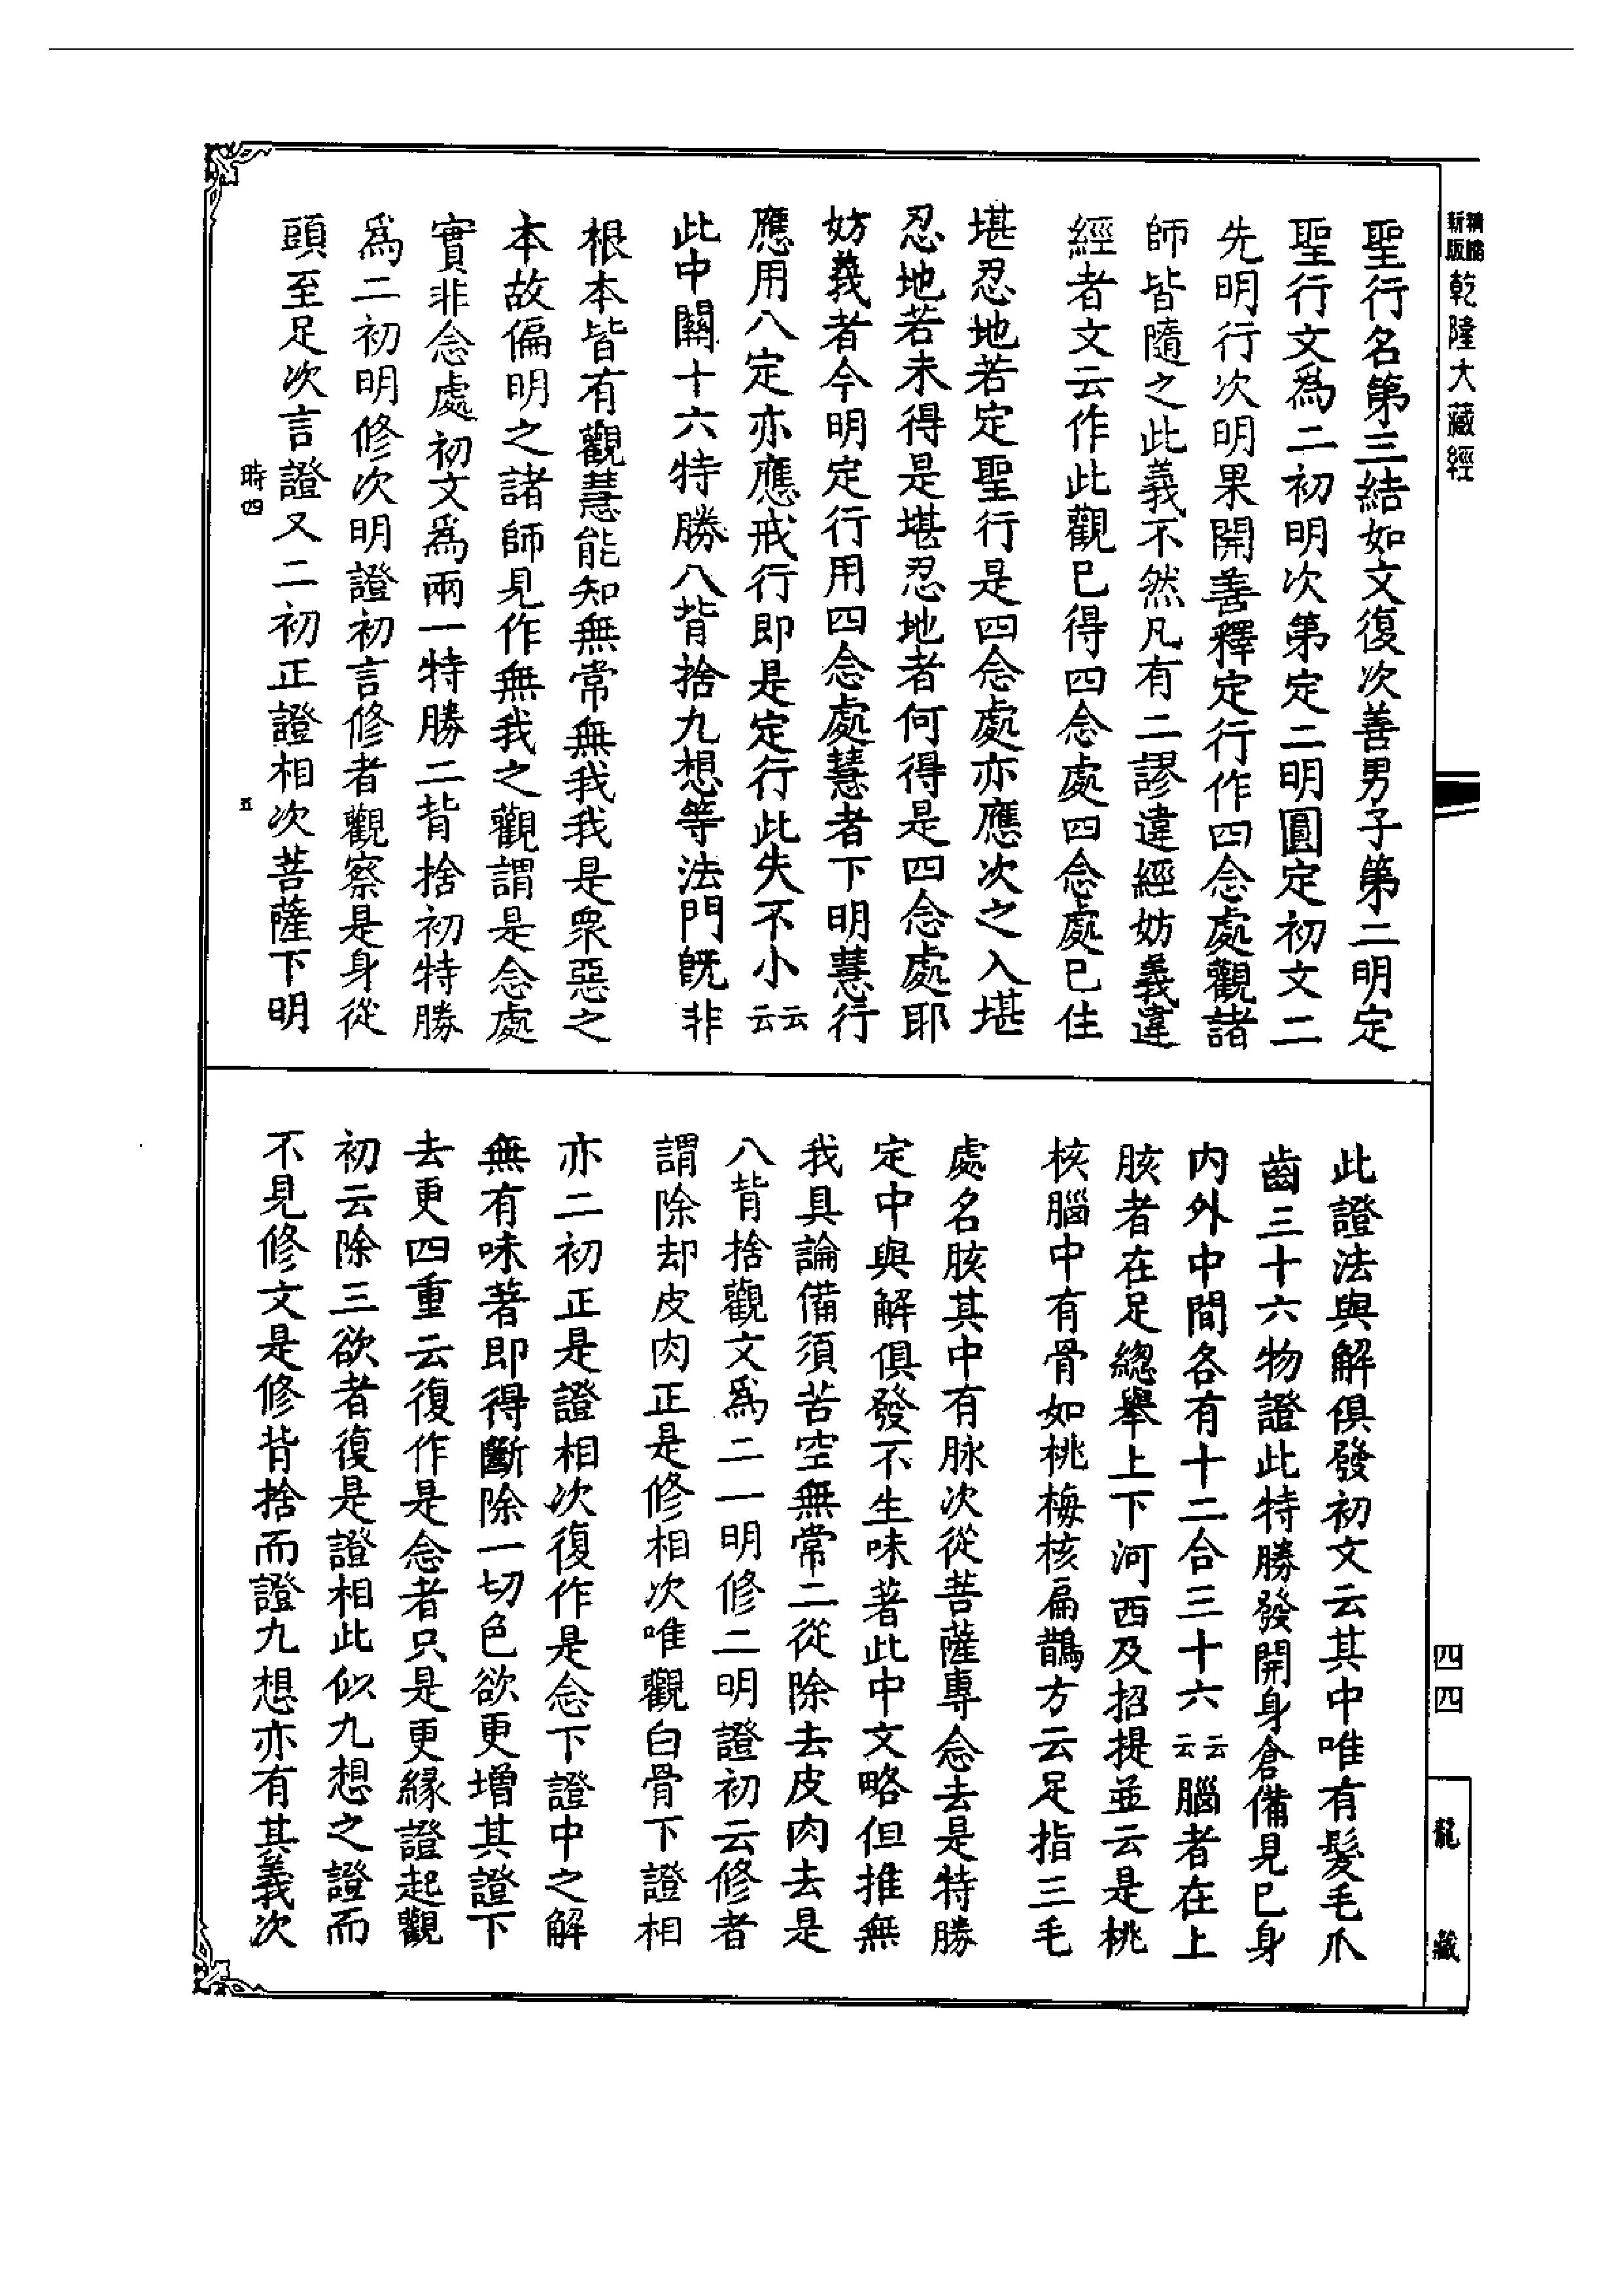 新版
精縮
乾隆大藏經
聖行名第三結如文復次善男子第二明定
聖行文爲二初明次第定二明圓定初文二
先明行次明果開善釋定行作四念處觀諸
師皆隨之此義不然凡有二謬違經妨義違
經者文云作此觀已得四念處四念處已住
堪忍地若定聖行是四念處亦應次之入堪
忍地若未得是堪忍地者何得是四念處耶
妨義者今明定行用四念處慧者下明慧行
應用八定亦應戒行即是定行此失不小云云
此中關十六特勝八背捨九想等法門旣非
根本皆有觀慧能知無常無我我是衆惡之
本故偏明之諸師見作無我之觀謂是念處
實非念處初文爲兩一特勝二背捨初特勝
爲二初明修次明證初言修者觀察是身從
頭至足次言證又二初正證相次菩薩下明
時四
五
此證法與解俱發初文云其中唯有髮毛爪
齒三十六物證此特勝發開身倉備見已身
内外中間各有十二合三十六云云腦者在上
胲者在足總舉上下河西及招提並云是桃
核腦中有骨如桃梅核扁鵲方云足指三毛
處名胲其中有脉次從菩薩專念去是特勝
定中與解俱發不生味著此中文略但推無
我具論備須苦空無常二從除去皮肉去是
八背捨觀文爲二一明修二明證初云修者
謂除却皮肉正是修相次唯觀白骨下證相
亦二初正是證相次復作是念下證中之解
無有味著即得斷除一切色欲更增其證下
去更四重云復作是念者只是更緣證起觀
初云除三欲者復是證相此似九想之證而
不見修文是修背捨而證九想亦有其義次
四四
龍藏